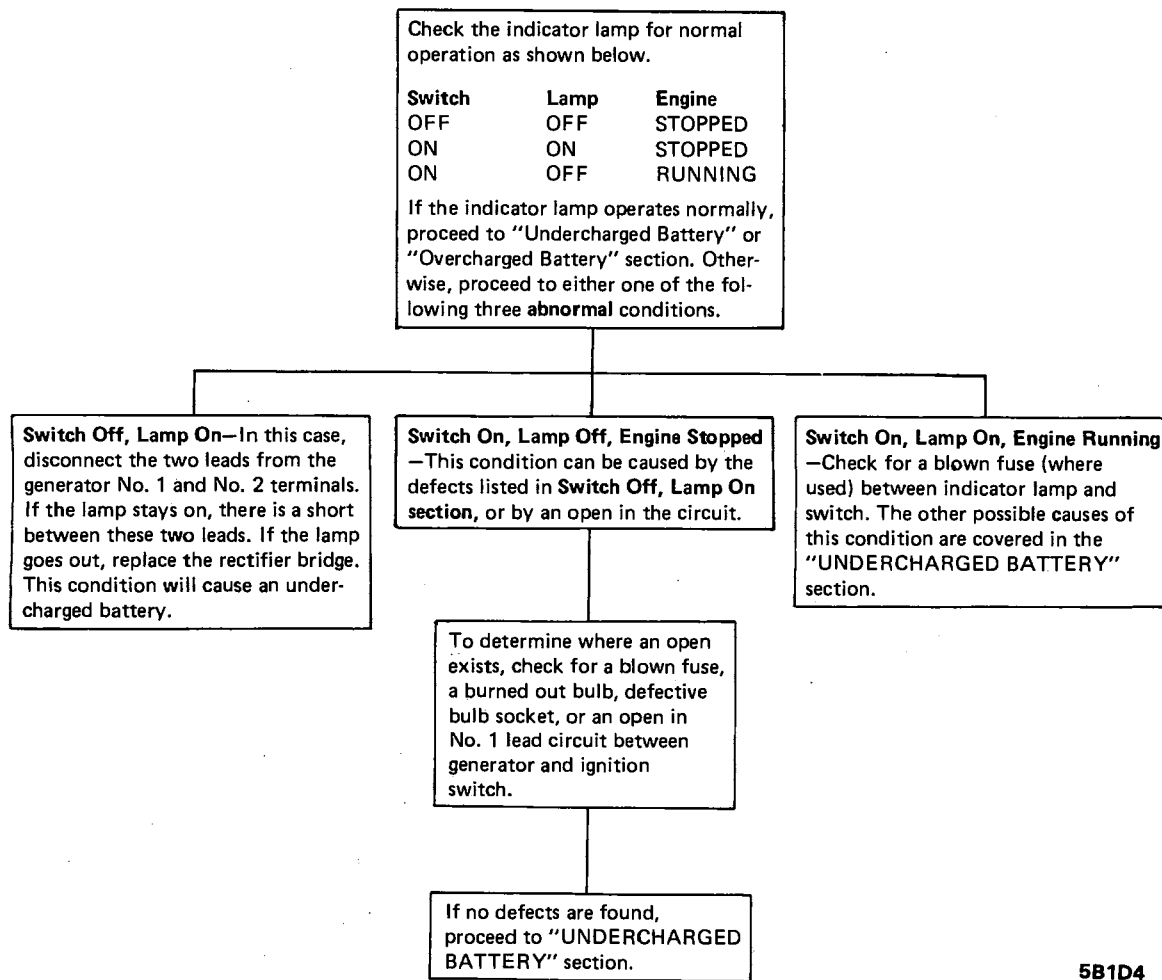 Check the indicator lamp for normal
operation as shown below.
Switch Lamp Engine
OFF OFF STOPPED
ON ON STOPPED
ON OFF RUNNING
If the indicator lamp operates normally,
proceed to "Undercharged Battery" or
"Overcharged Battery" section. Other-
wise, proceed to either one of the fol-
lowing three abnormal conditions.
Switch Off, Lamp On—In this case,
disconnect the two leads from the
generator No. 1 and No. 2 terminals.
If the lamp stays on, there is a short
between these two leads. If the lamp
goes out, replace the rectifier bridge.
This condition will cause an under-
charged battery.
Switch On, Lamp Off, Engine Stopped
—This condition can be caused by the
defects listed in Switch Off, Lamp On
section, or by an open in the circuit.
Switch On, Lamp On, Engine Running
—Check for a blown fuse (where
used) between indicator lamp and
switch. The other possible causes of
this condition are covered in the
"UNDERCHARGED BATTERY"
section.
To determine where an open
exists, check for a blown fuse,
a burned out bulb, defective
bulb socket, or an open in
No. 1 lead circuit between
generator and ignition
switch.
If no defects are found,
proceed to "UNDERCHARGED
BATTERY" section.
5B1D4